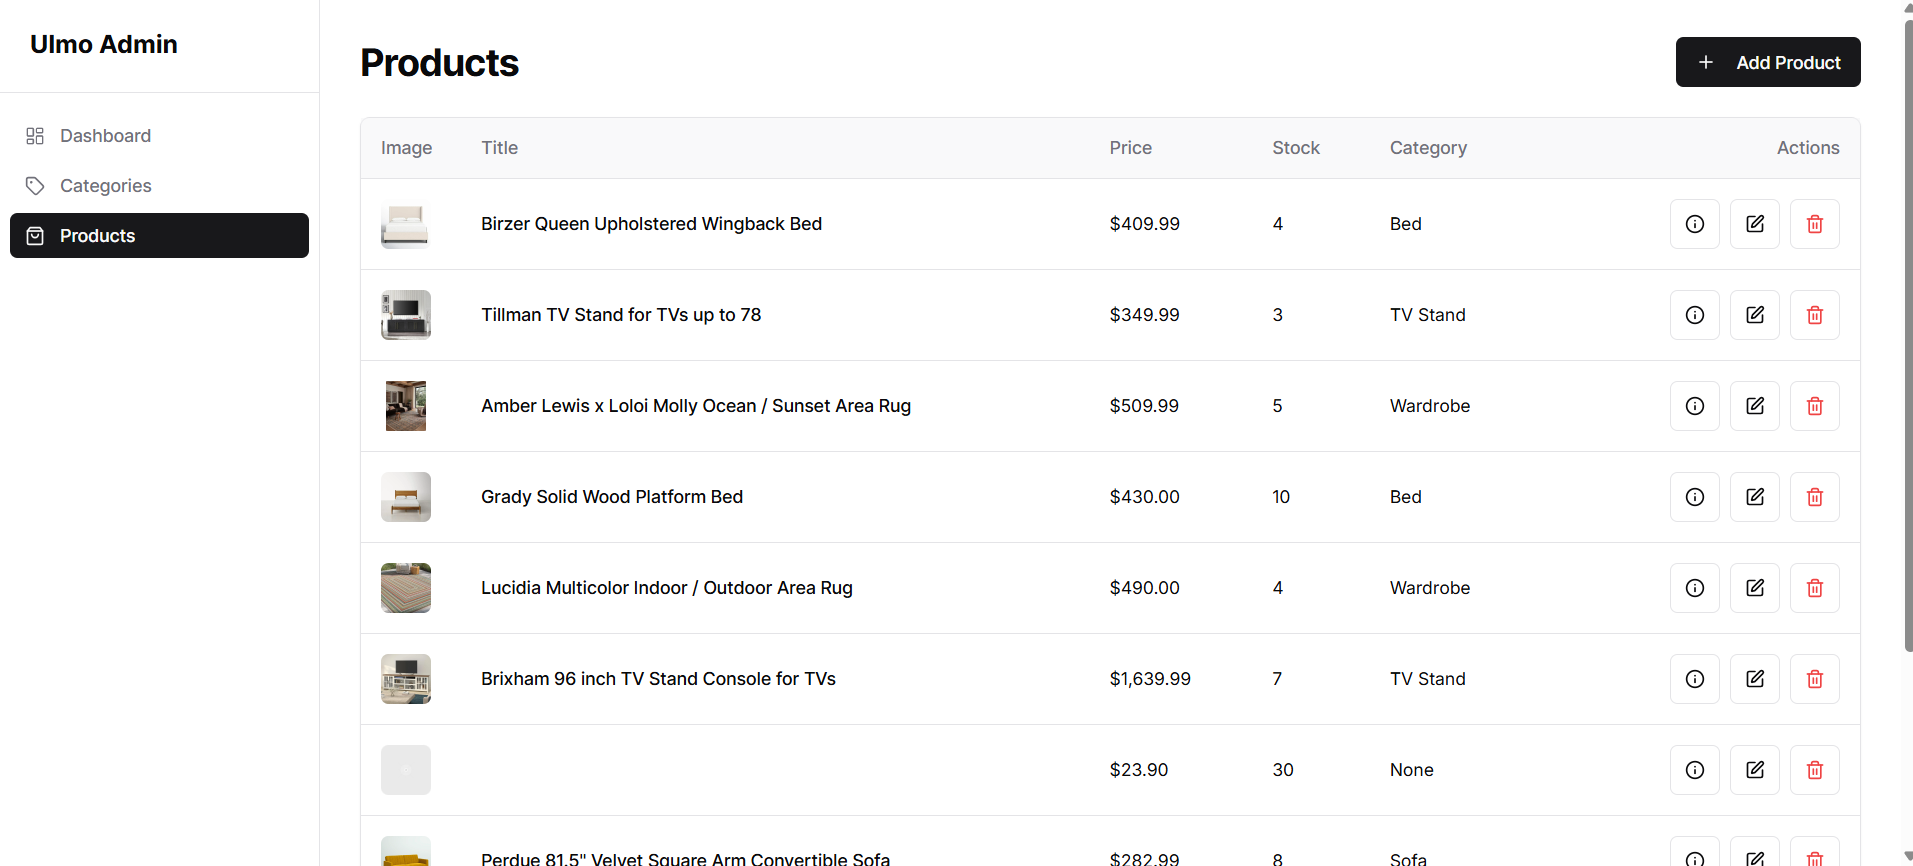 Ulmo Admin
Dashboard
Categories
Products
Products
Add Product
Image Title Price Stock Category Actions
Birzer Queen Upholstered Wingback Bed $409.99 4 Bed
Tillman TV Stand for TVs up to 78 $349.99 3 TV Stand
Amber Lewis x Loloi Molly Ocean / Sunset Area Rug $509.99 5 Wardrobe
Grady Solid Wood Platform Bed $430.00 10 Bed
Lucidia Multicolor Indoor / Outdoor Area Rug $490.00 4 Wardrobe
Brixham 96 inch TV Stand Console for TVs $1,639.99 7 TV Stand
$23.90 30 None
Perdue 81.5" Velvet Square Arm Convertible Sofa $282.99 8 Sofa